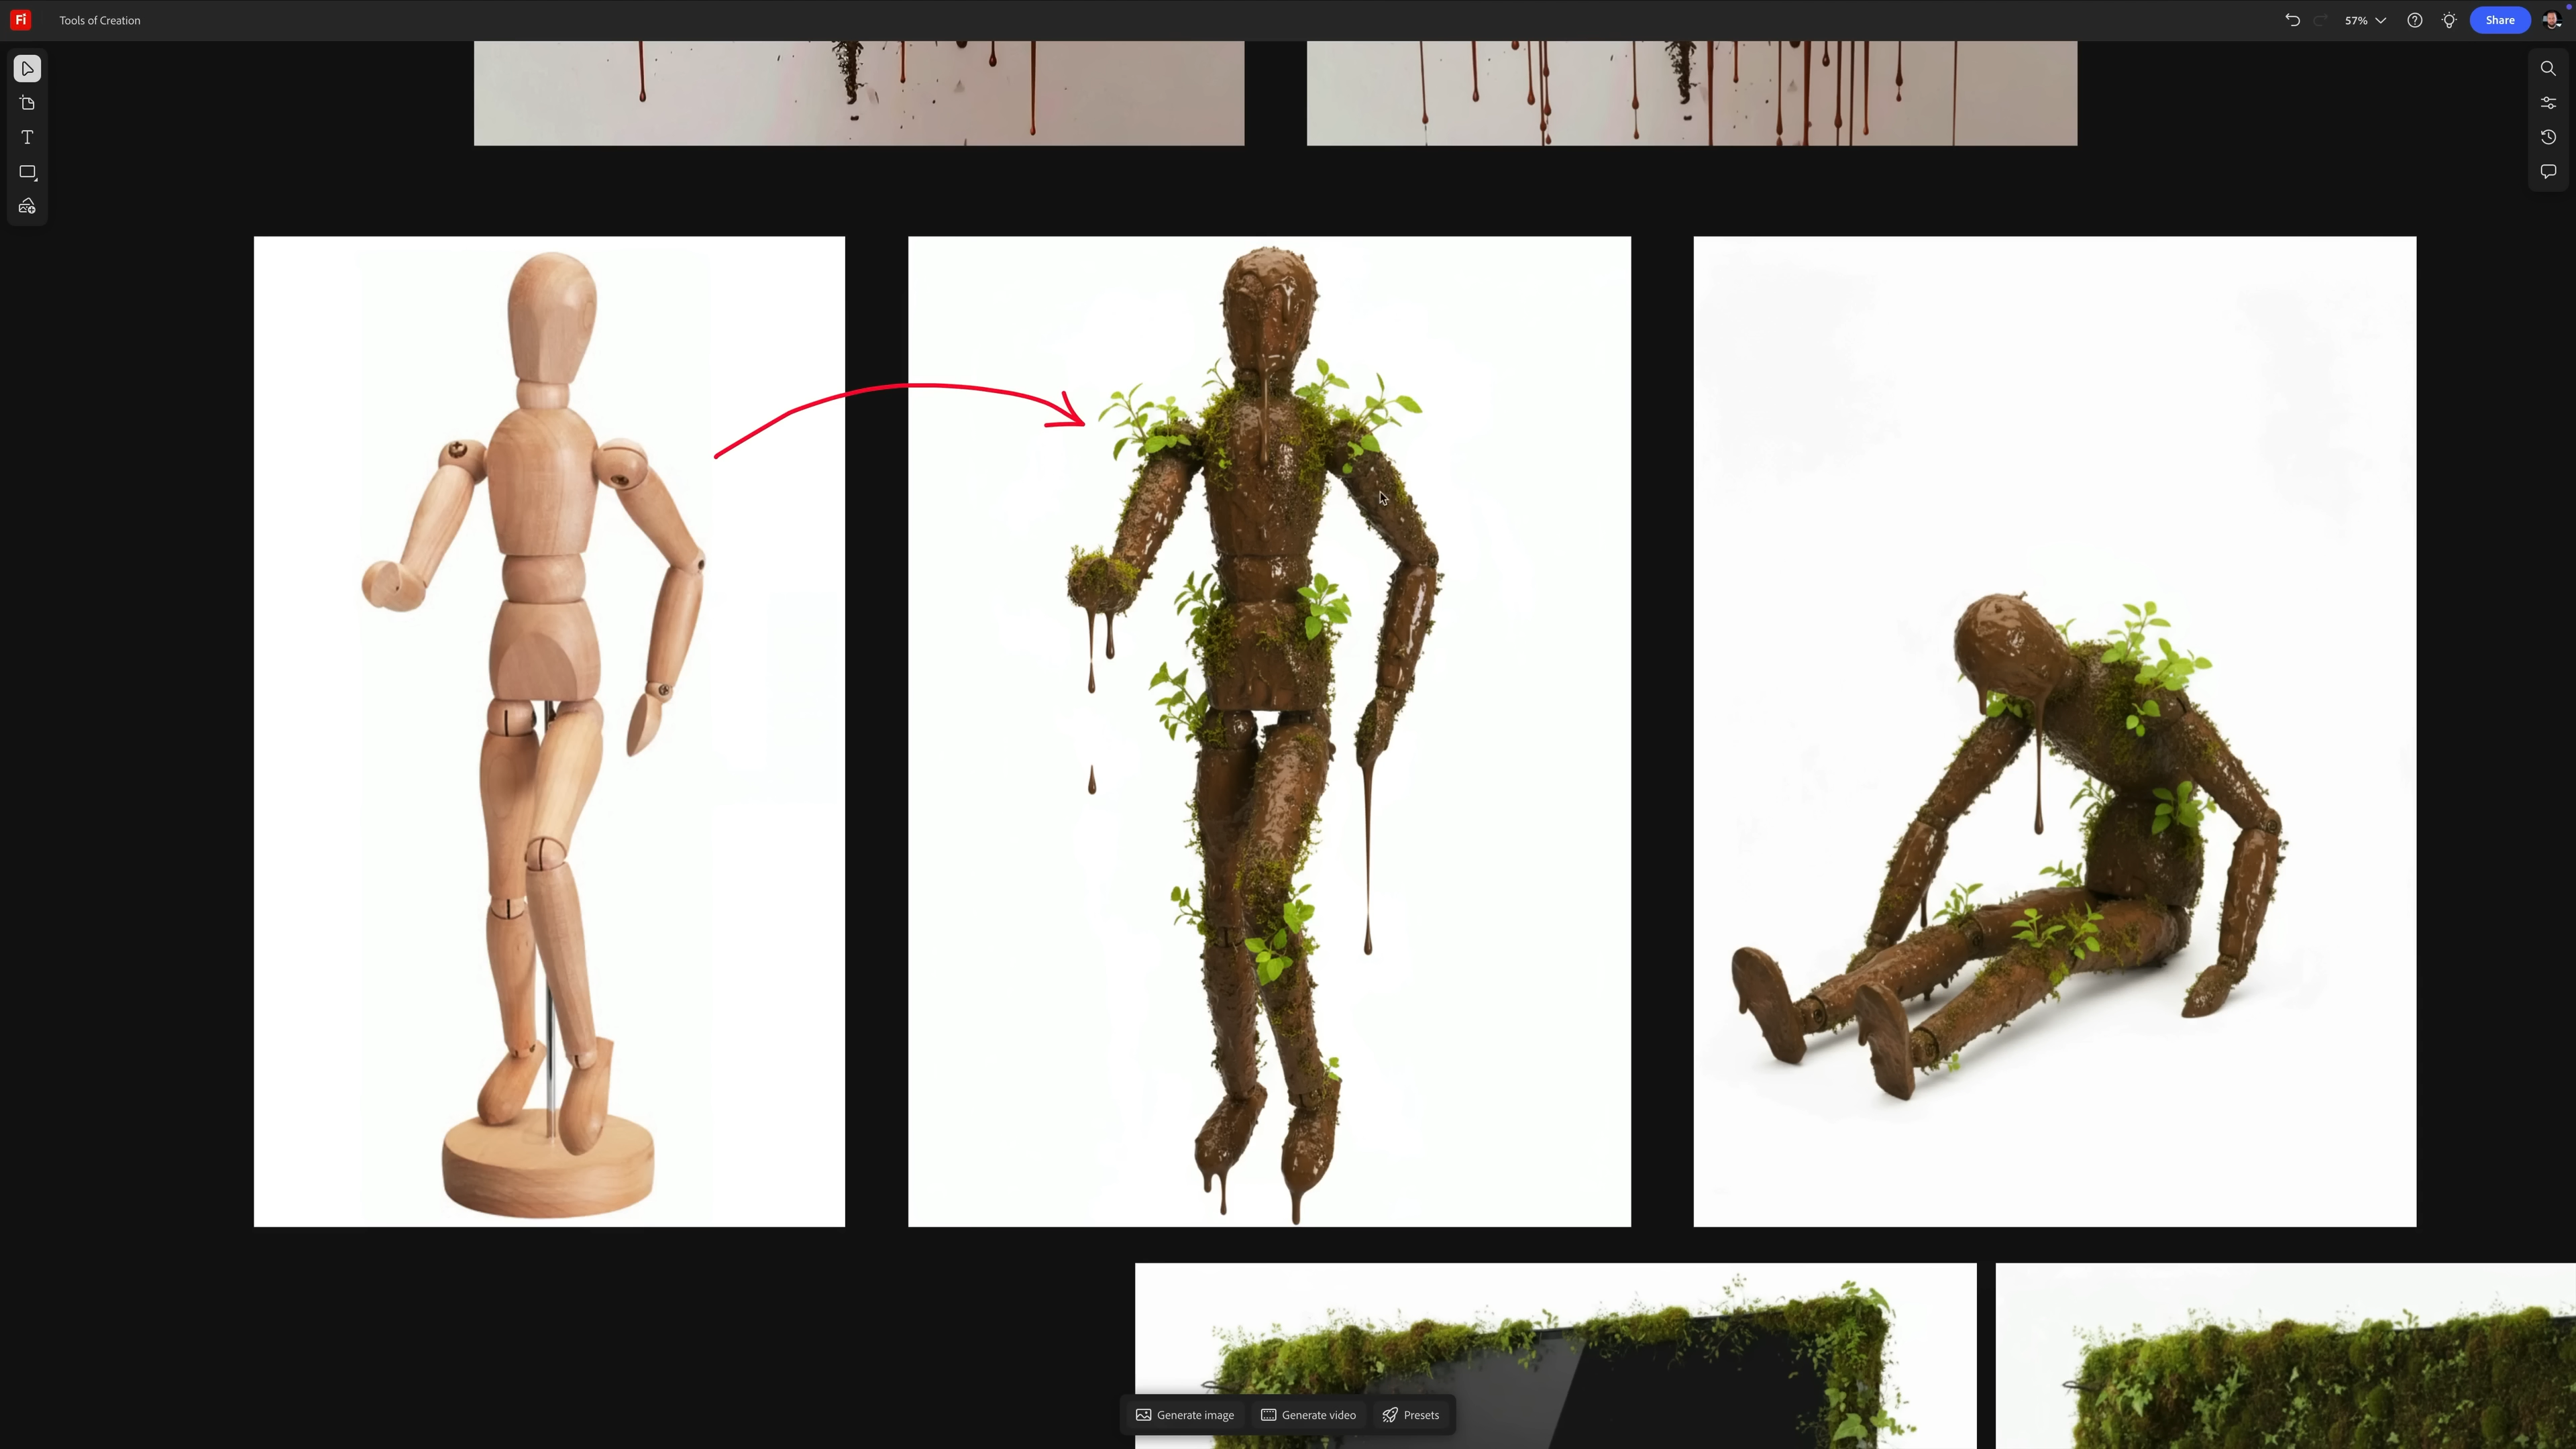 Fi
Tools of Creation
57%
Share
T
Generate image
Generate video
Presets